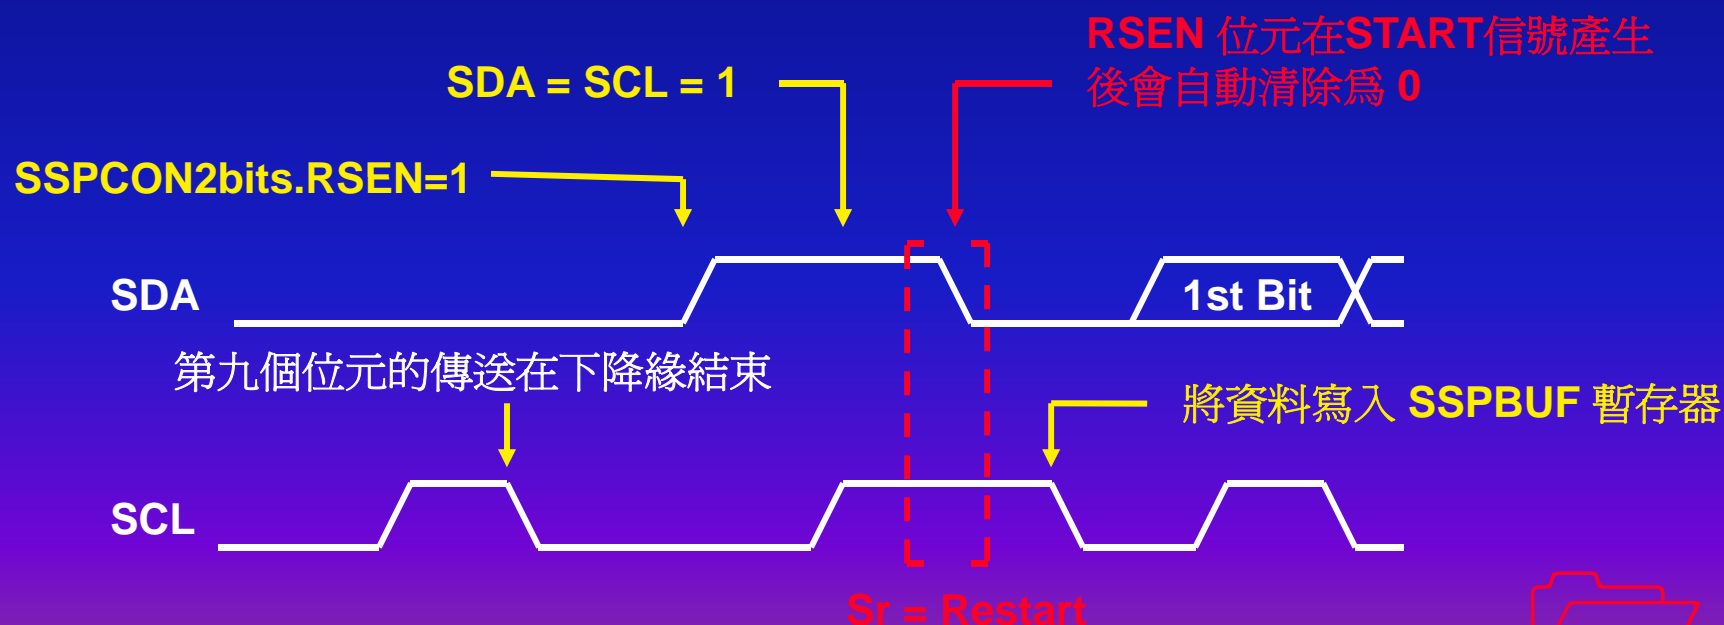 RSEN 位元在START信號產生
後會自動清除為 0
SDA = SCL = 1
SSPCON2bits.RSEN=1
SDA
1st Bit
第九個位元的傳送在下降緣結束
將資料寫入 SSPBUF 暫存器
SCL
Sr = Restart